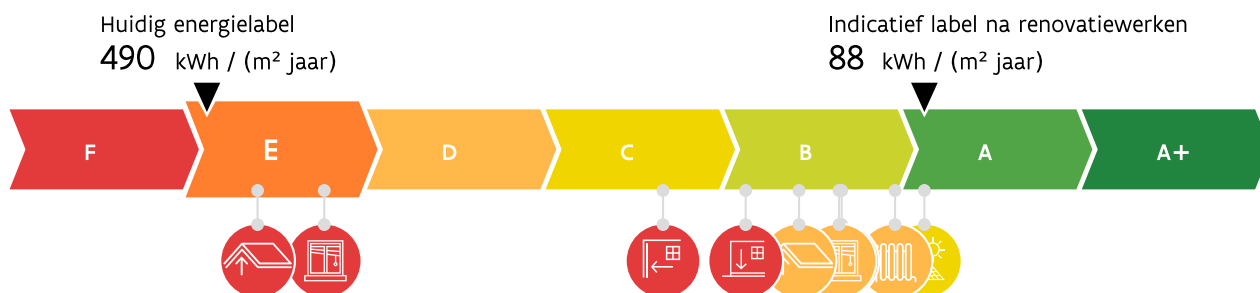 Huidig energielabel
490 kWh / (m² jaar)
Indicatief label na renovatiewerken
88 kWh / (m² jaar)
F E D C B A A+